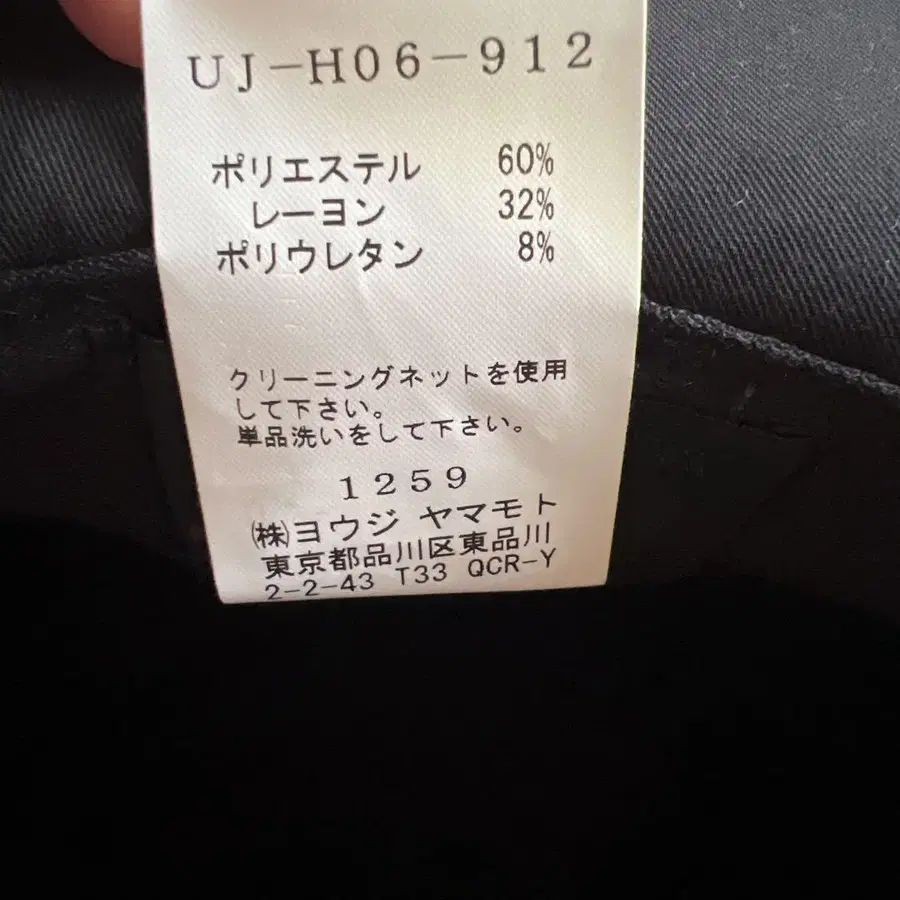 UJ-H06-912
ポリエステル 60%
レーヨン 32%
ポリウレタン 8%
クリーニングネットを使用
して下さい。
単品洗いをして下さい。
1259
㈱ヨウジ ヤマモト
東京都品川区東品川
2-2-43 T33 QCR-Y